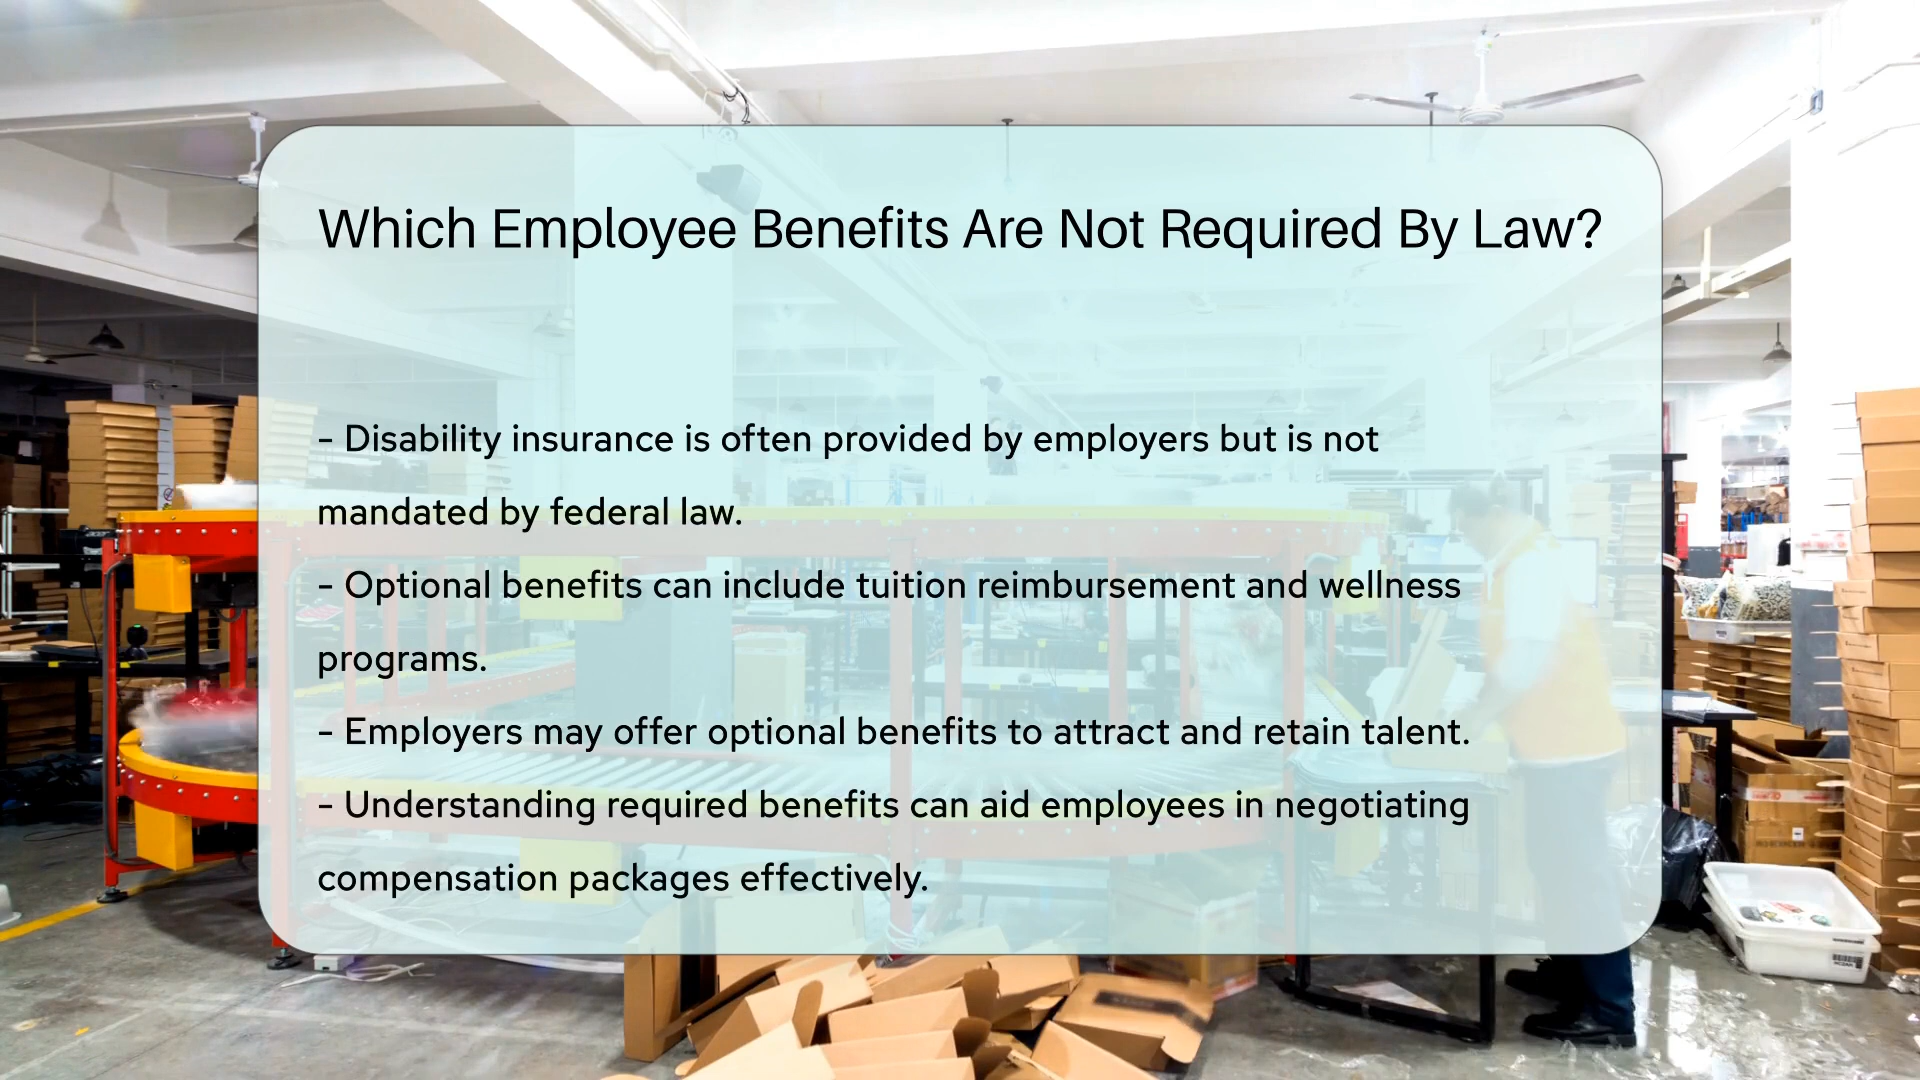 Which Employee Benefits Are Not Required By Law?
- Disability insurance is often provided by employers but is not
mandated by federal law.
- Optional benefits can include tuition reimbursement and wellness
programs.
- Employers may offer optional benefits to attract and retain talent.
- Understanding required benefits can aid employees in negotiating
compensation packages effectively.